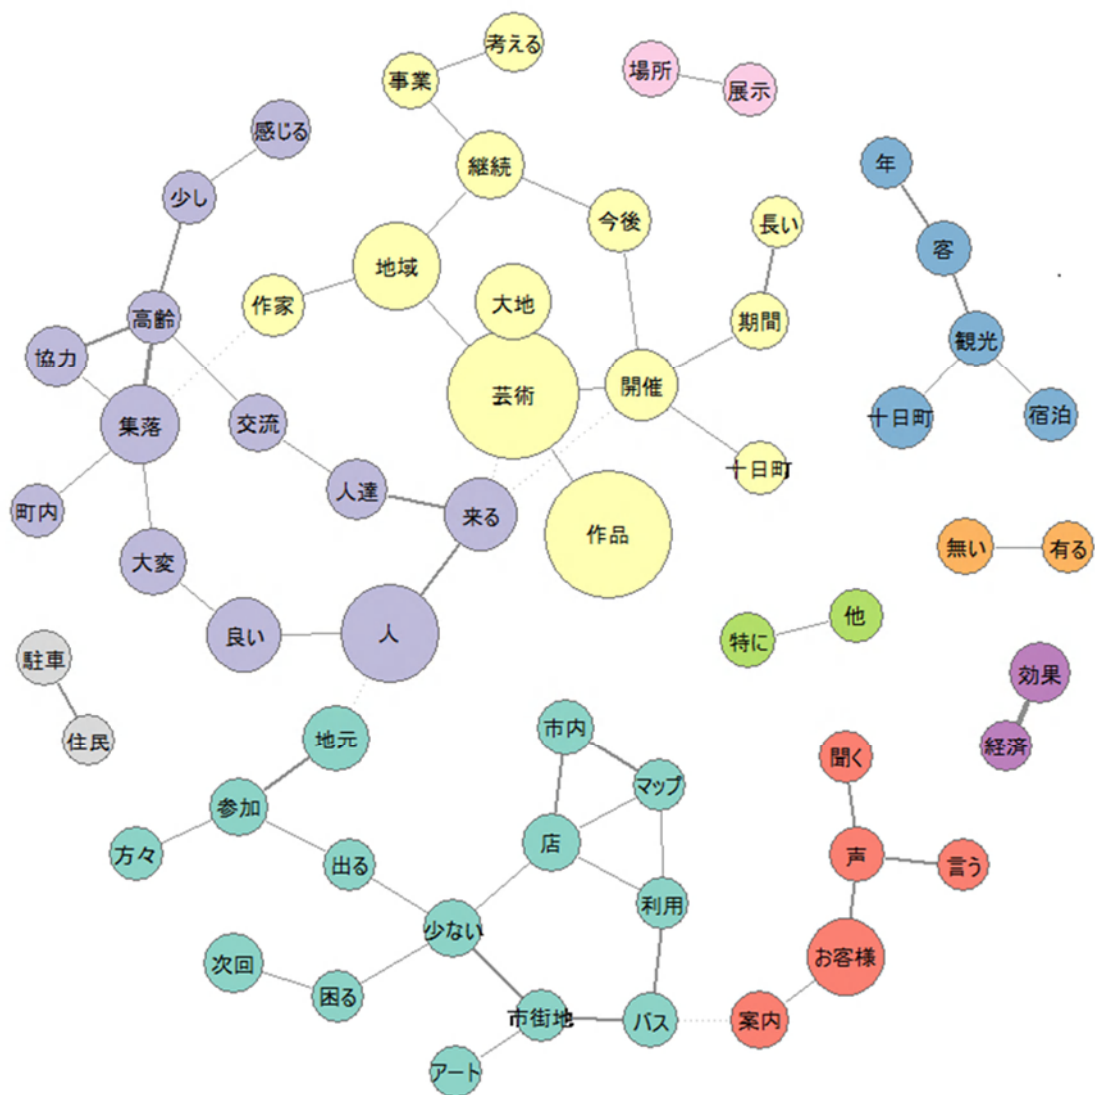 考える
事業
場所
展示
感じる
継続
年
少し
今後
長い
客
地域
大地
作家
高齢
期間
観光
協力
芸術
開催
集落
交流
十日町
宿泊
十日町
人達
町内
来る
作品
無い
有る
大変
他
人
良い
特に
駐車
効果
市内
地元
住民
経済
聞く
マップ
参加
店
方々
声
出る
言う
利用
少ない
お客様
次回
困る
市街地
バス
案内
アート